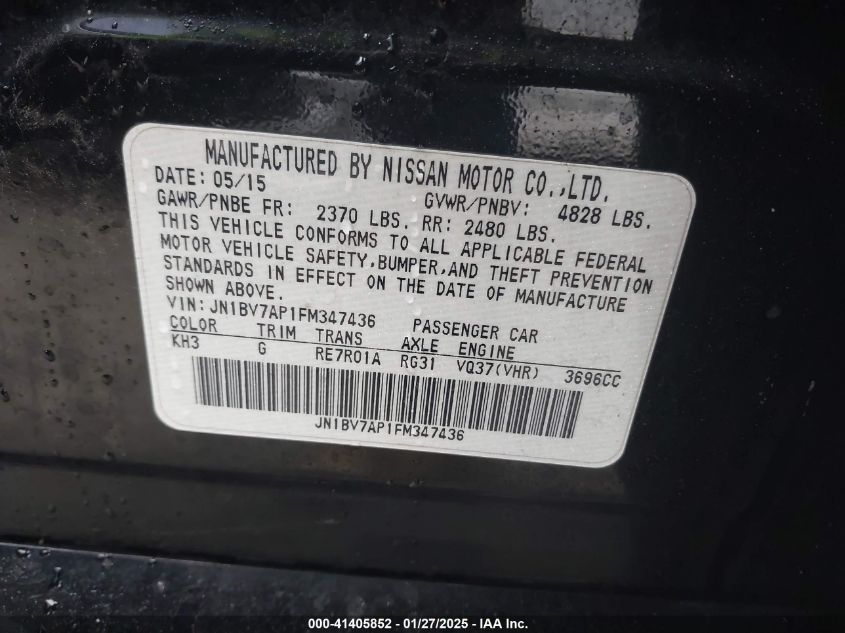 MANUFACTURED BY NISSAN MOTOR CO.,LTD.
DATE: 05/15 GVWR/PNBV: 4828 LBS.
GAWR/PNBE FR: 2370 LBS. RR: 2480 LBS.
THIS VEHICLE CONFORMS TO ALL APPLICABLE FEDERAL
MOTOR VEHICLE SAFETY,BUMPER,AND THEFT PREVENTION
STANDARDS IN EFFECT ON THE DATE OF MANUFACTURE
SHOWN ABOVE.
VIN:JN1BV7AP1FM347436 PASSENGER CAR
COLOR TRIM TRANS AXLE ENGINE
KH3 G RE7R01A RG31 VQ37(VHR) 3696CC
JN1BV7AP1FM347436
000-41405852 - 01/27/2025 - IAA Inc.